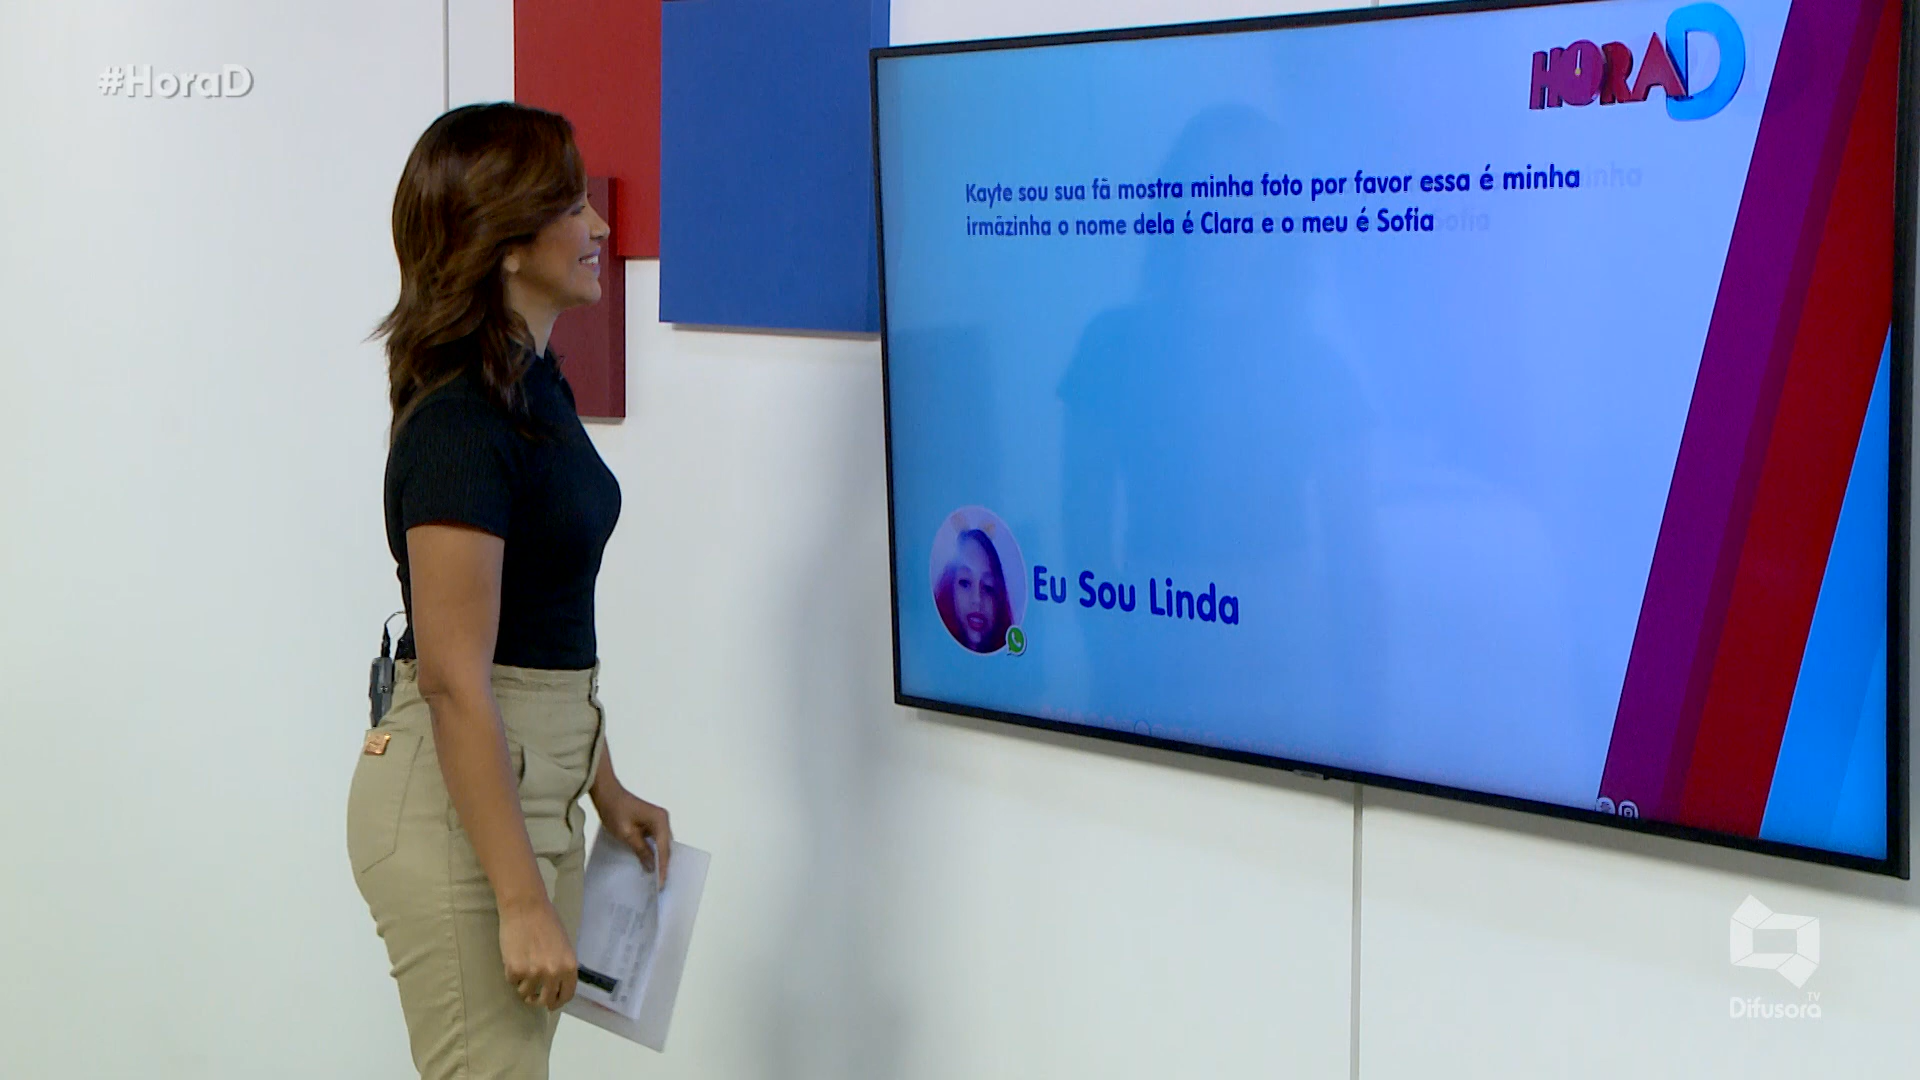 #HoraD
HORA D
Kayte sou sua fã mostra minha foto por favor essa é minha
irmãzinha o nome dela é Clara e o meu é Sofia
Eu Sou Linda
TV
Difusora